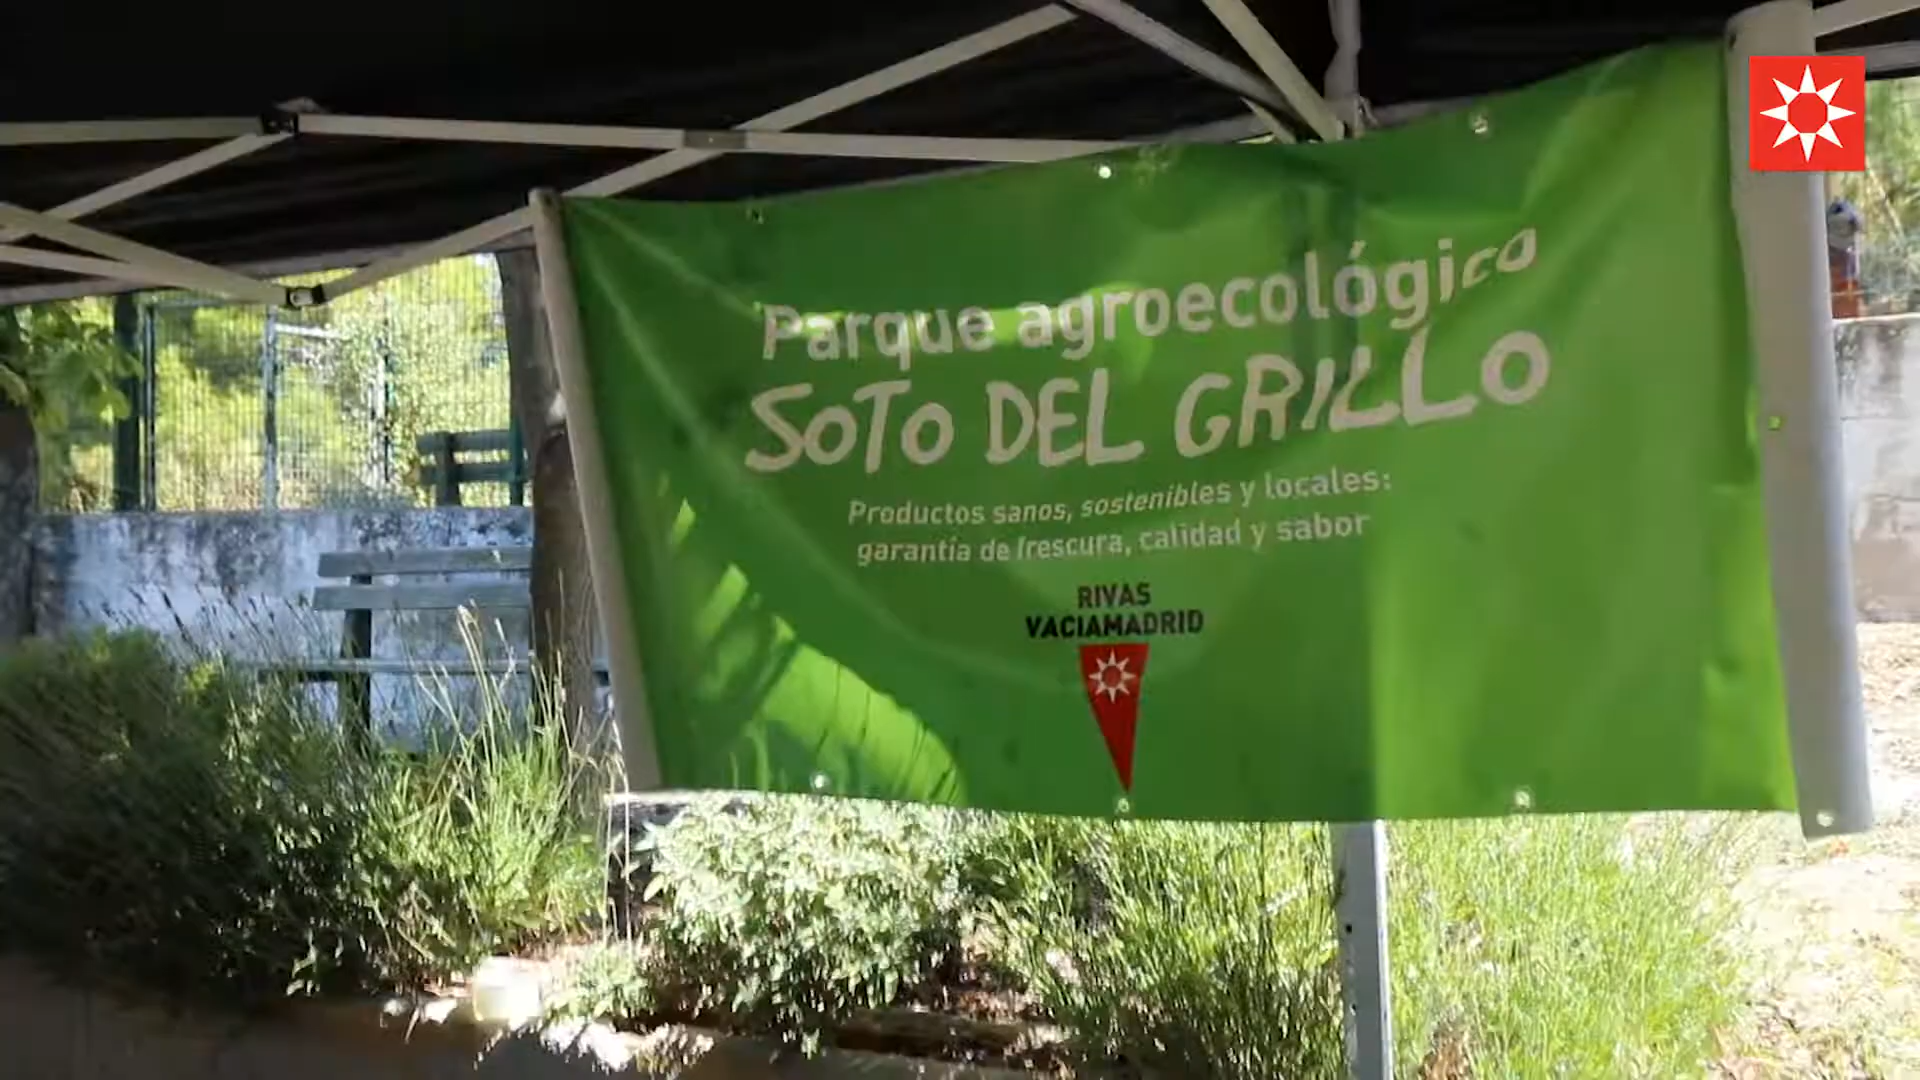 Parque agroecológico
SOTO DEL GRILLO
Productos sanos, sostenibles y locales:
garantía de frescura, calidad y sabor
RIVAS
VACIAMADRID